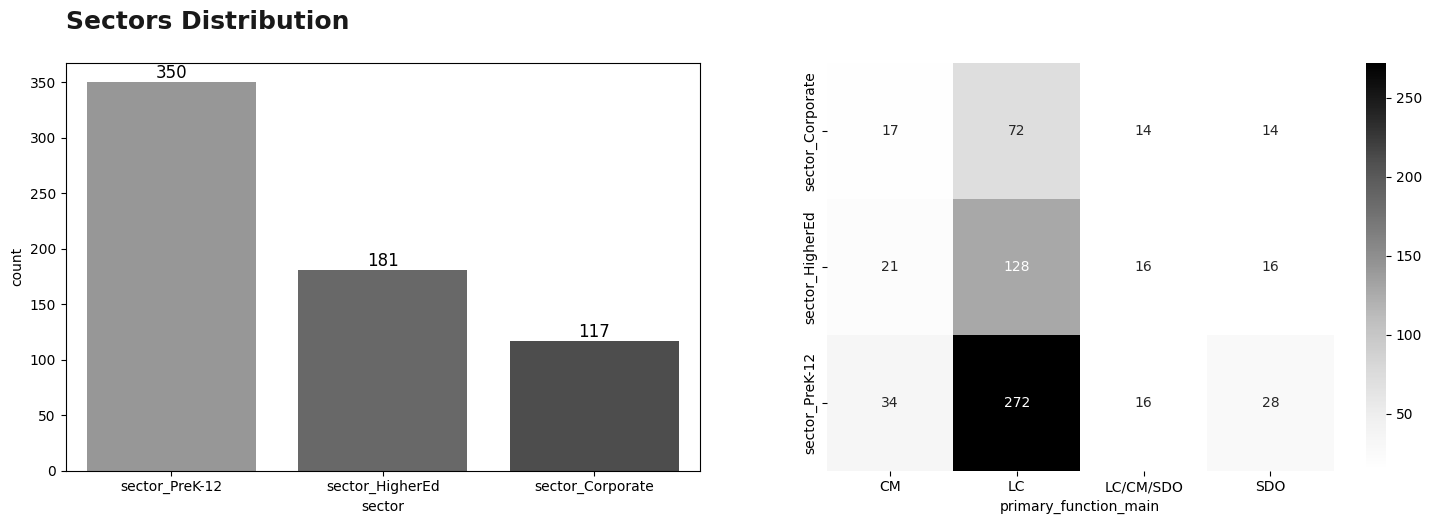 Sectors Distribution
350
300
250
200
150
100
50
0
count
350
181
117
sector_PreK-12
sector_HigherEd
sector_Corporate
sector
sector_Corporate
sector_HigherEd
sector_PreK-12
17
72
14
14
21
128
16
16
34
272
16
28
CM
LC
LC/CM/SDO
SDO
primary_function_main
250
200
150
100
50